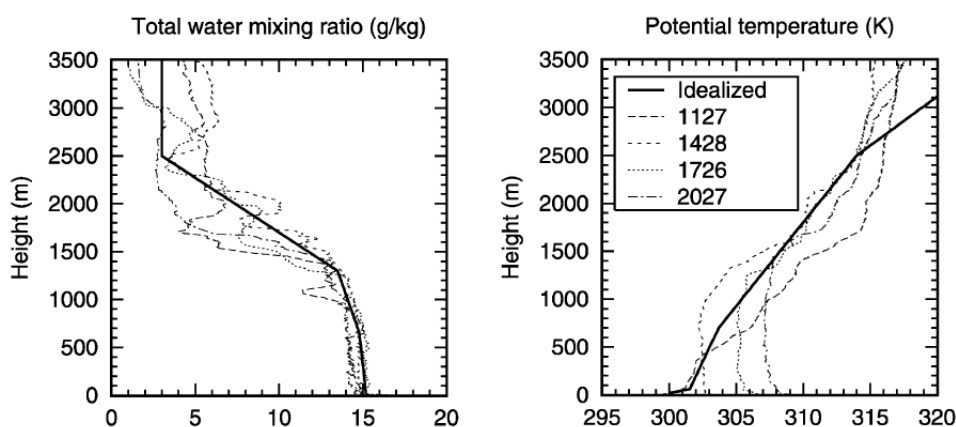 Total water mixing ratio (g/kg)
3500
3000
2500
2000
1500
1000
500
0
Height (m)
0 5 10 15 20
Potential temperature (K)
3500
3000
2500
2000
1500
1000
500
0
Height (m)
295 300 305 310 315 320
Idealized
1127
1428
1726
2027